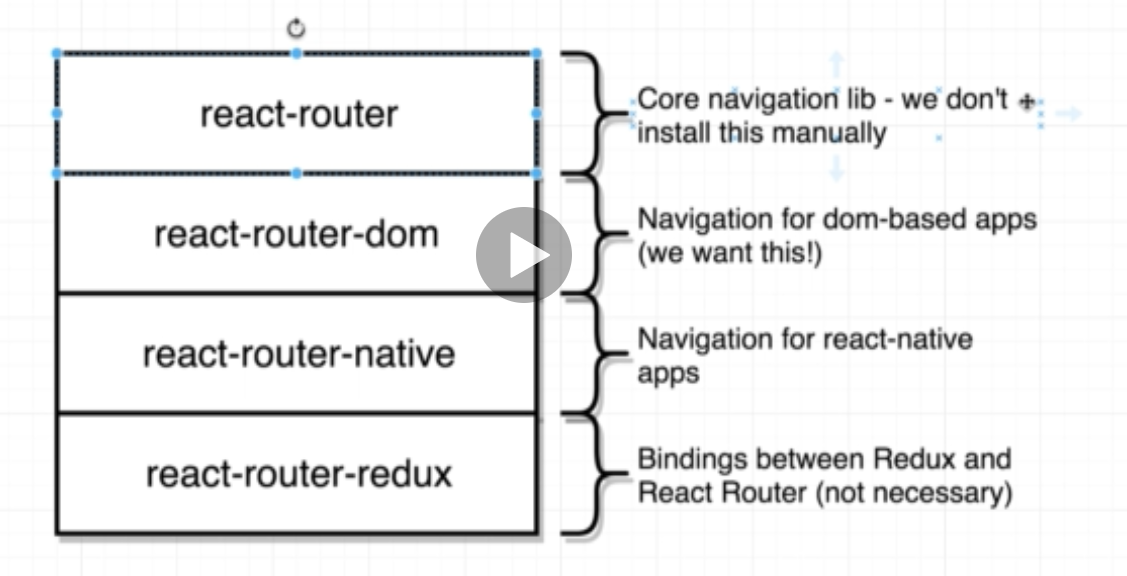 react-router
Core navigation lib - we don't
install this manually
react-router-dom
Navigation for dom-based apps
(we want this!)
react-router-native
Navigation for react-native
apps
react-router-redux
Bindings between Redux and
React Router (not necessary)